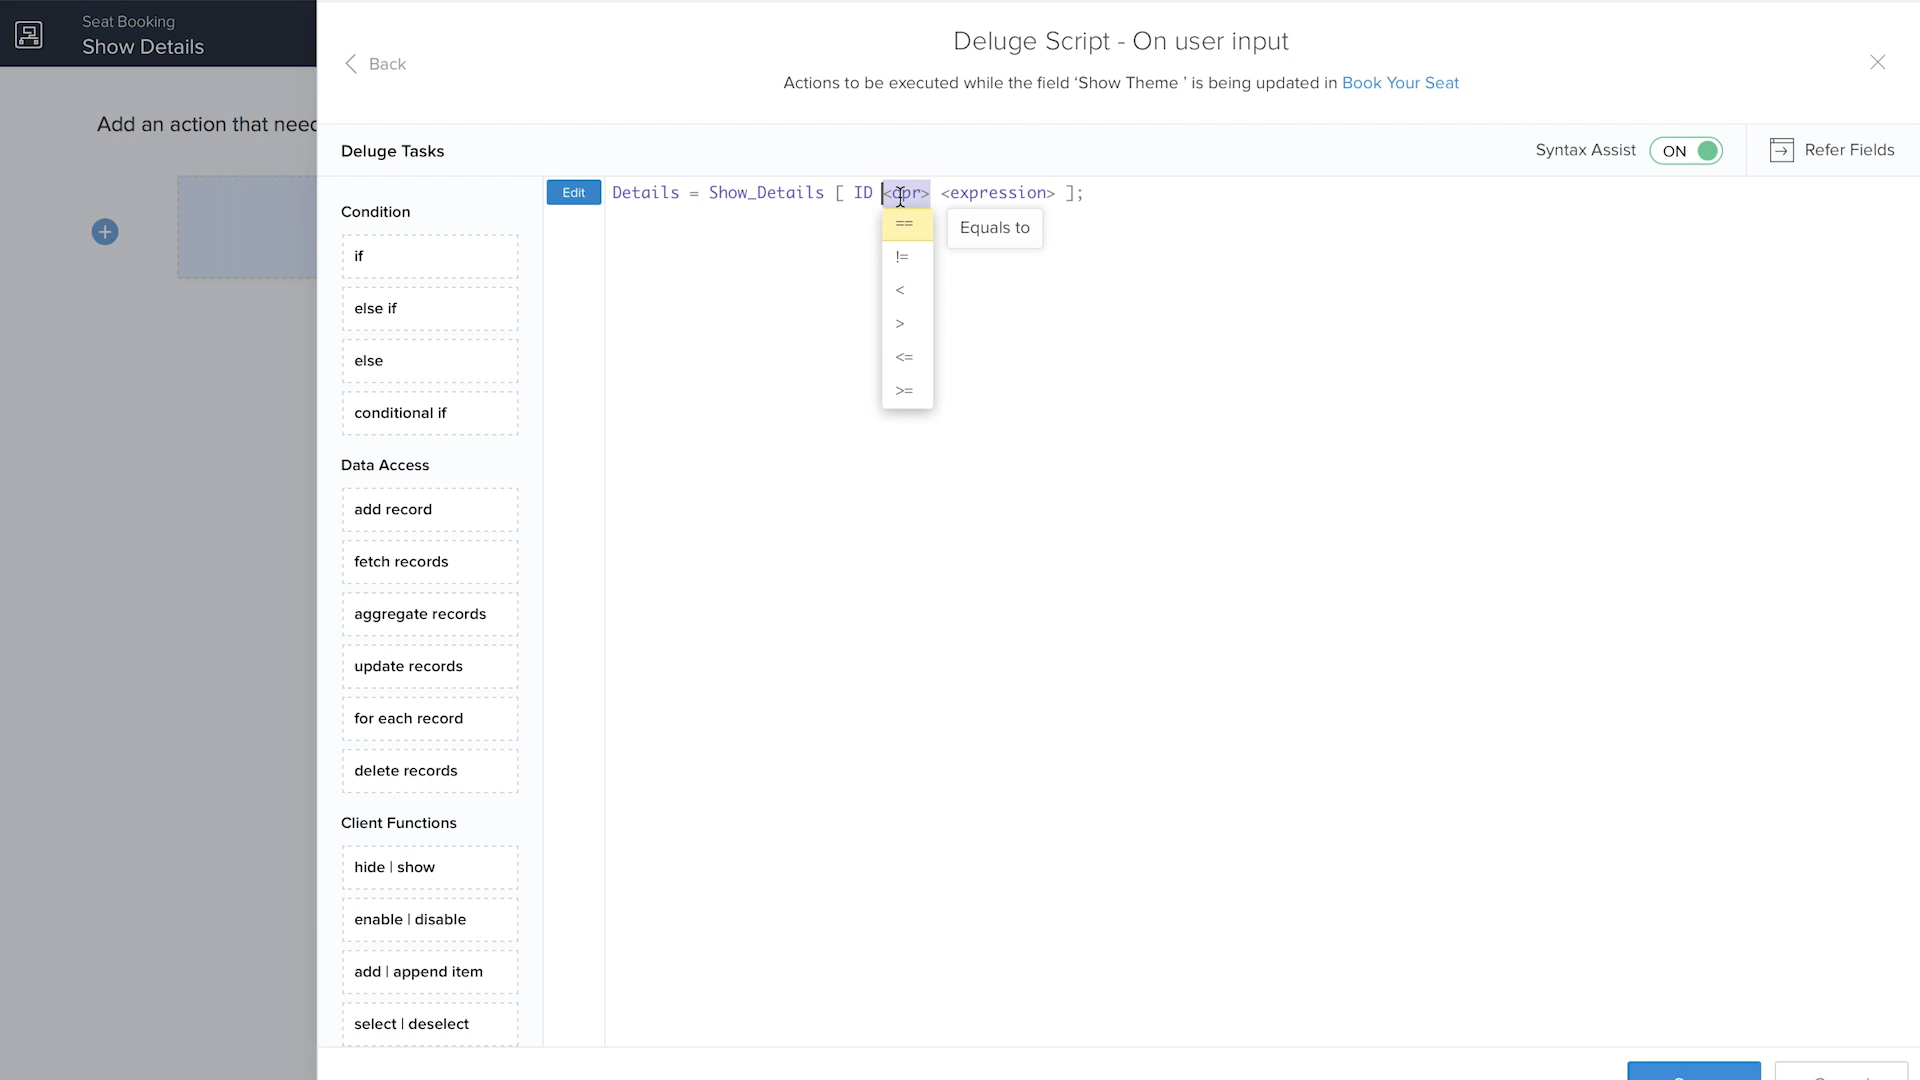 Seat Booking
Show Details
Add an action that need
Back
Deluge Script - On user input
Actions to be executed while the field ‘Show Theme ’ is being updated in Book Your Seat
Deluge Tasks
Syntax Assist
ON
Refer Fields
Condition
if
else if
else
conditional if
Data Access
add record
fetch records
aggregate records
update records
for each record
delete records
Client Functions
hide | show
enable | disable
add | append item
select | deselect
Edit
Details = Show_Details [ ID <opr> <expression> ];
==
Equals to
!=
<
>
<=
>=